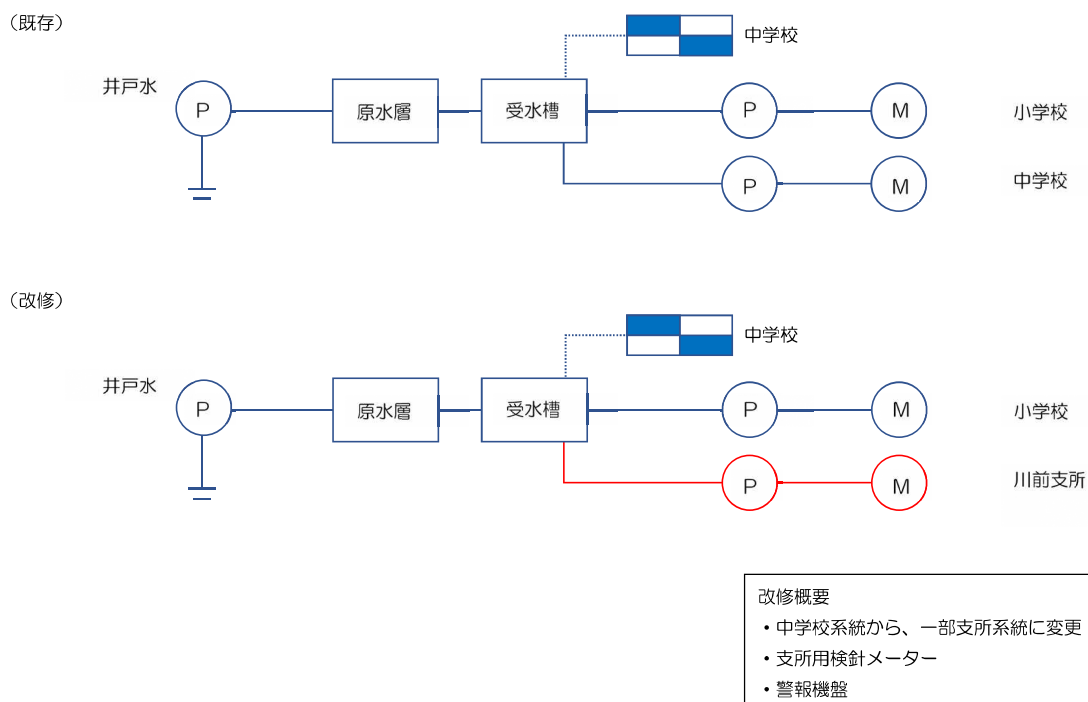 （既存）
中学校
井戸水
P
原水層
受水槽
P
M
小学校
P
M
中学校
（改修）
中学校
井戸水
P
原水層
受水槽
P
M
小学校
P
M
川前支所
改修概要
・中学校系統から、一部支所系統に変更
・支所用検針メーター
・警報機盤